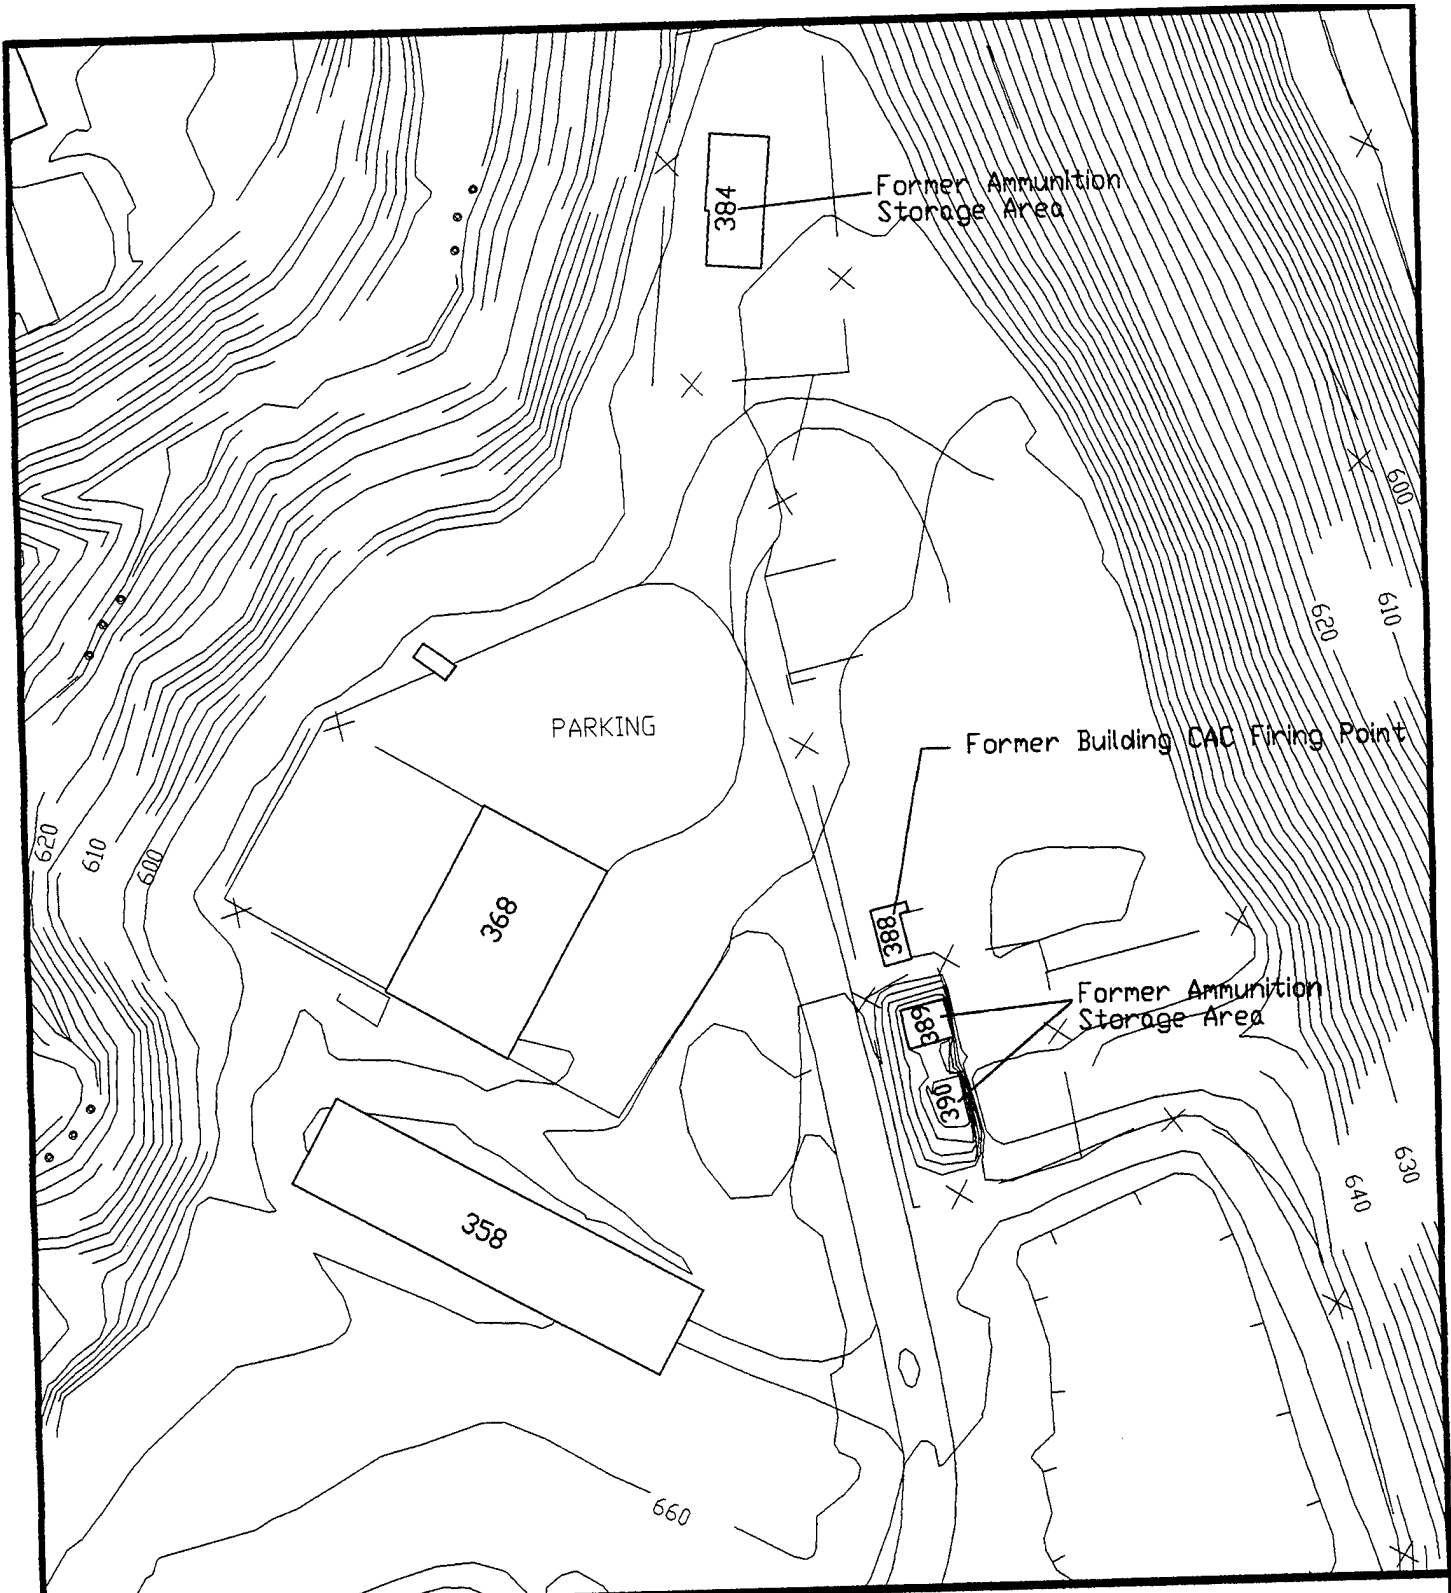 384
Former Ammunition
Storage Area
600
620
610
PARKING
Former Building CAC Firing Point
620
610
600
368
388
389
Former Ammunition
Storage Area
390
630
640
358
660